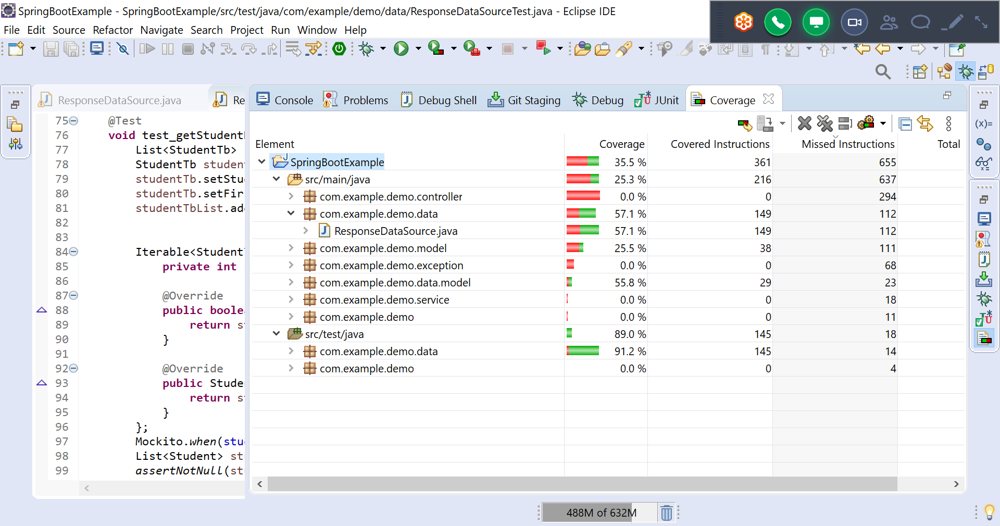 SpringBootExample - SpringBootExample/src/test/java/com/example/demo/data/ResponseDataSourceTest.java - Eclipse IDE
File Edit Source Refactor Navigate Search Project Run Window Help
ResponseDataSource.java Re
Console Problems Debug Shell Git Staging Debug JUnit Coverage
75 @Test
76 void test_getStudentl
77 List<StudentTb>
78 StudentTb student
79 studentTb.setStu
80 studentTb.setFir
81 studentTbList.add
82
83
84 Iterable<Student
85 private int
86
87 @Override
88 public boole
89 return st
90 }
91
92 @Override
93 public Stude
94 return st
95 }
96 };
97 Mockito.when(stu
98 List<Student> st
99 assertNotNull(st
Element Coverage Covered Instructions Missed Instructions Total
SpringBootExample 35.5 % 361 655
src/main/java 25.3 % 216 637
com.example.demo.controller 0.0 % 0 294
com.example.demo.data 57.1 % 149 112
ResponseDataSource.java 57.1 % 149 112
com.example.demo.model 25.5 % 38 111
com.example.demo.exception 0.0 % 0 68
com.example.demo.data.model 55.8 % 29 23
com.example.demo.service 0.0 % 0 18
com.example.demo 0.0 % 0 11
src/test/java 89.0 % 145 18
com.example.demo.data 91.2 % 145 14
com.example.demo 0.0 % 0 4
(x)=
488M of 632M